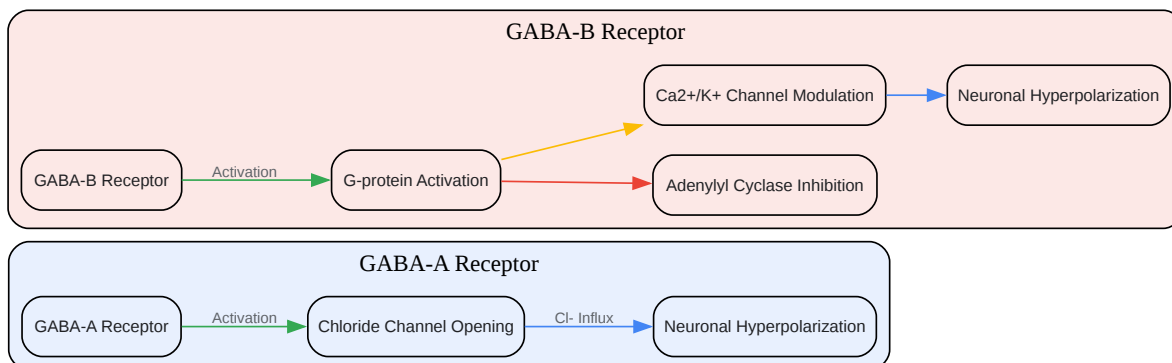 GABA-B Receptor
Ca2+/K+ Channel Modulation
Neuronal Hyperpolarization
GABA-B Receptor
Activation
G-protein Activation
Adenylyl Cyclase Inhibition
GABA-A Receptor
GABA-A Receptor
Activation
Chloride Channel Opening
Cl- Influx
Neuronal Hyperpolarization